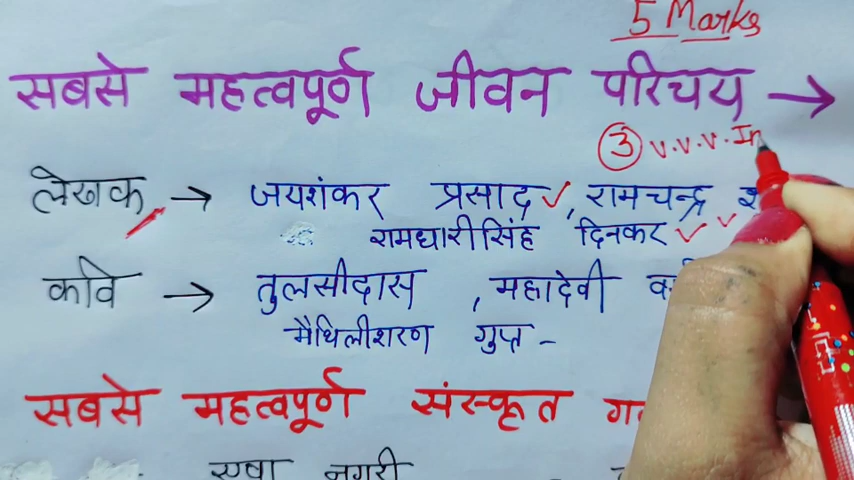 5 Marks
सबसे महत्वपूर्ण जीवन परिचय →
③ V.V.V.
लेखक → जयशंकर प्रसाद ✓, रामचन्द्र
रामधारीसिंह दिनकर ✓ ✓
कवि → तुलसीदास , महादेवी
मैथिलीशरण गुप्त -
सबसे महत्वपूर्ण संस्कृत
नगरी